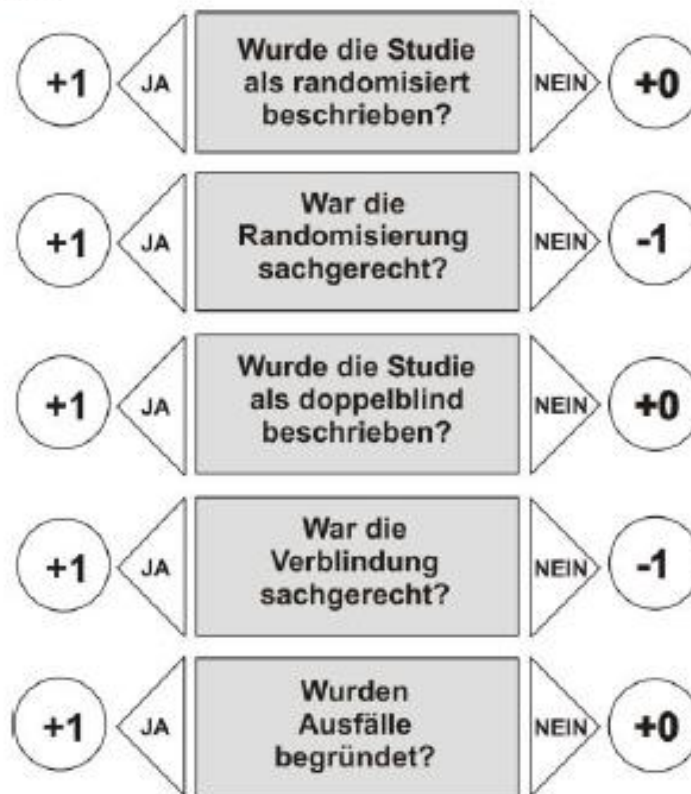 Wurde die Studie
+1 JA als randomisiert NEIN +0
beschrieben?
War die
+1 JA Randomisierung NEIN -1
sachgerecht?
Wurde die Studie
+1 JA als doppelblind NEIN +0
beschrieben?
War die
+1 JA Verblindung NEIN -1
sachgerecht?
Wurden
+1 JA Ausfälle NEIN +0
begründet?